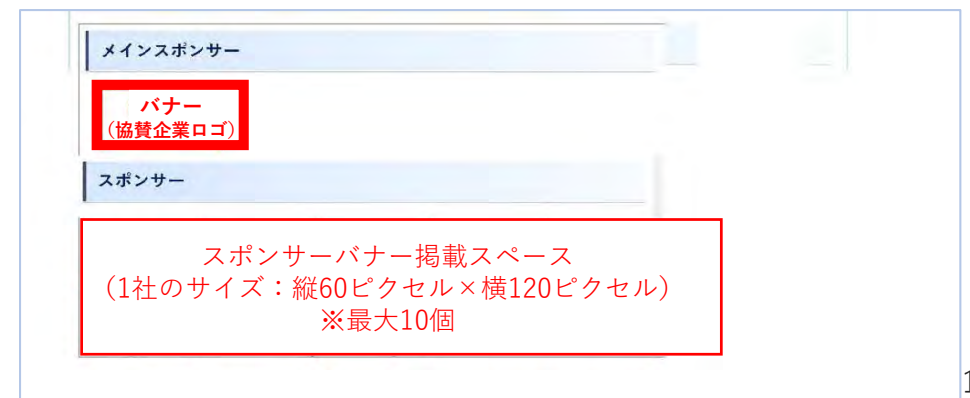 メインスポンサー
バナー
（協賛企業ロゴ）
スポンサー
スポンサーバナー掲載スペース
（1社のサイズ：縦60ピクセル×横120ピクセル）
※最大10個
1